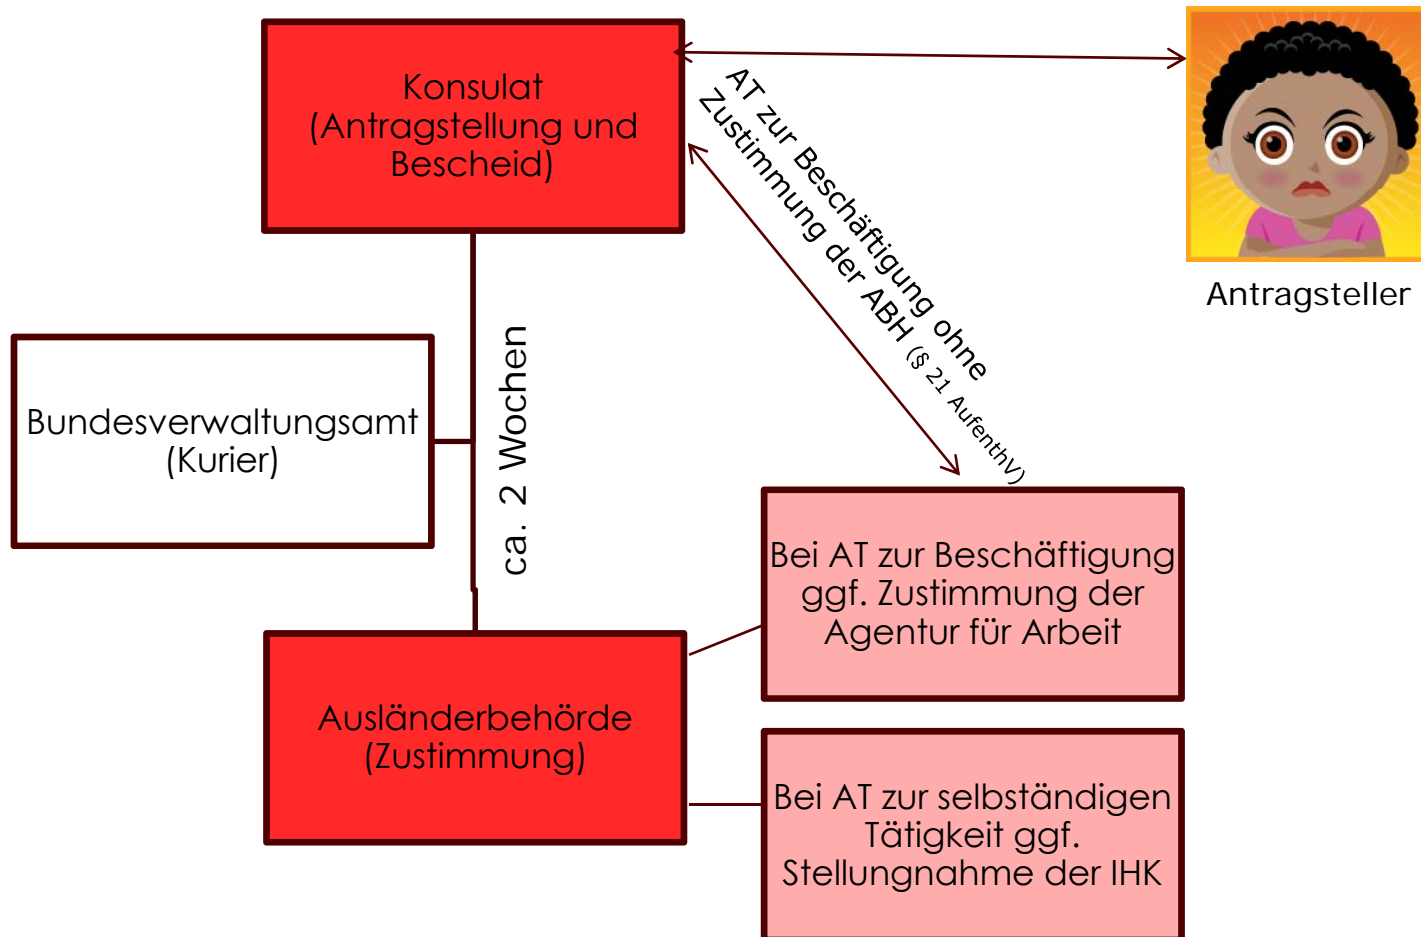 Konsulat
(Antragstellung und
Bescheid)
AT zur Beschäftigung ohne
Zustimmung der ABH (§ 21 AufenthV)
Antragsteller
Bundesverwaltungsamt
(Kurier)
ca. 2 Wochen
Bei AT zur Beschäftigung
ggf. Zustimmung der
Agentur für Arbeit
Ausländerbehörde
(Zustimmung)
Bei AT zur selbständigen
Tätigkeit ggf.
Stellungnahme der IHK